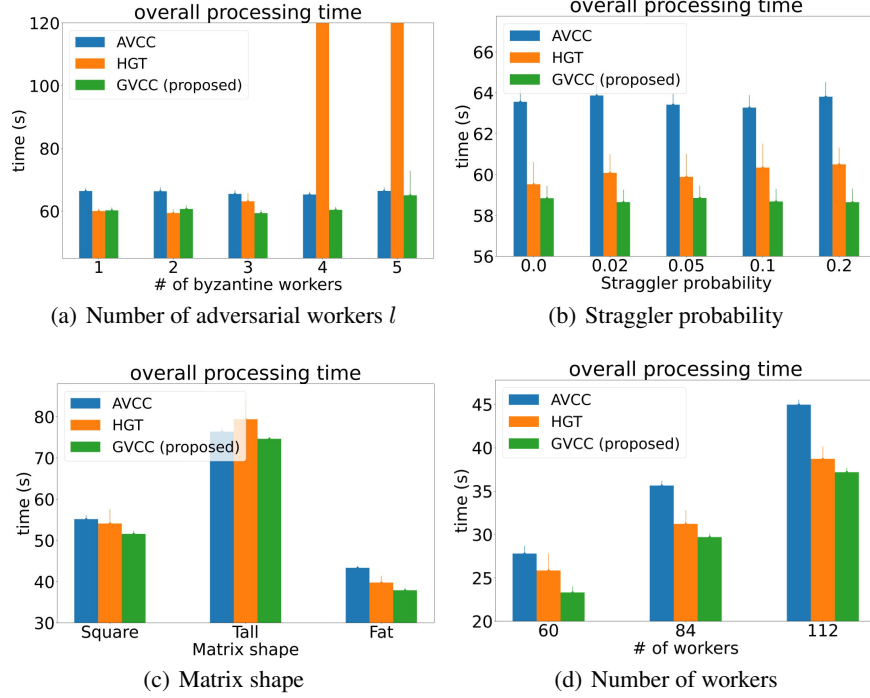 overall processing time
120
100
80
60
time (s)
AVCC
HGT
GVCC (proposed)
1 2 3 4 5
# of byzantine workers
(a) Number of adversarial workers l
overall processing time
66
64
62
60
58
56
time (s)
AVCC
HGT
GVCC (proposed)
0.0 0.02 0.05 0.1 0.2
Straggler probability
(b) Straggler probability
overall processing time
80
70
60
50
40
30
time (s)
AVCC
HGT
GVCC (proposed)
Square Tall Fat
Matrix shape
(c) Matrix shape
overall processing time
45
40
35
30
25
20
time (s)
AVCC
HGT
GVCC (proposed)
60 84 112
# of workers
(d) Number of workers